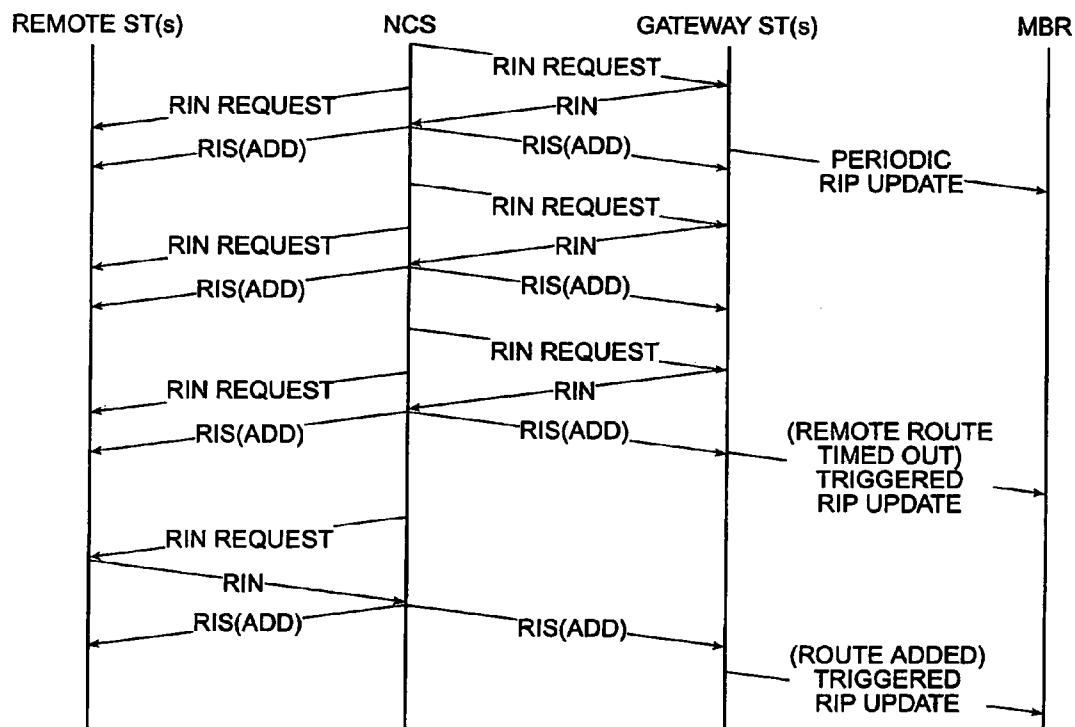 REMOTE ST(s) NCS GATEWAY ST(s) MBR
RIN REQUEST
RIN REQUEST RIN
RIS(ADD) RIS(ADD)
PERIODIC
RIP UPDATE
RIN REQUEST
RIN REQUEST RIN
RIS(ADD) RIS(ADD)
RIN REQUEST
RIN REQUEST RIN
RIS(ADD) RIS(ADD)
(REMOTE ROUTE
TIMED OUT)
TRIGGERED
RIP UPDATE
RIN REQUEST
RIN
RIS(ADD) RIS(ADD)
(ROUTE ADDED)
TRIGGERED
RIP UPDATE